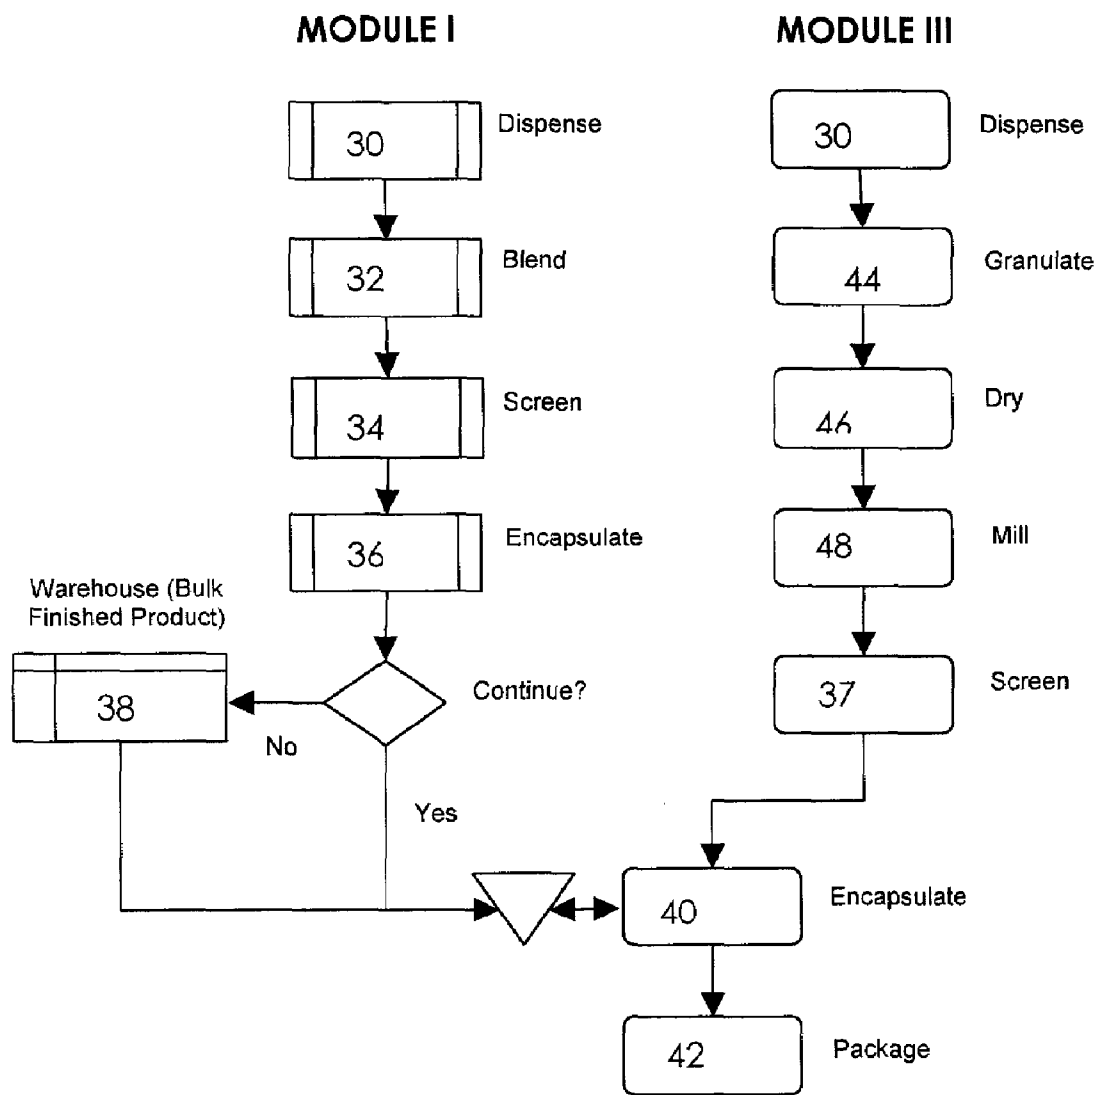 MODULE I
MODULE III
30
Dispense
30
Dispense
32
Blend
44
Granulate
34
Screen
46
Dry
36
Encapsulate
48
Mill
Warehouse (Bulk
Finished Product)
38
Continue?
37
Screen
No
Yes
40
Encapsulate
42
Package